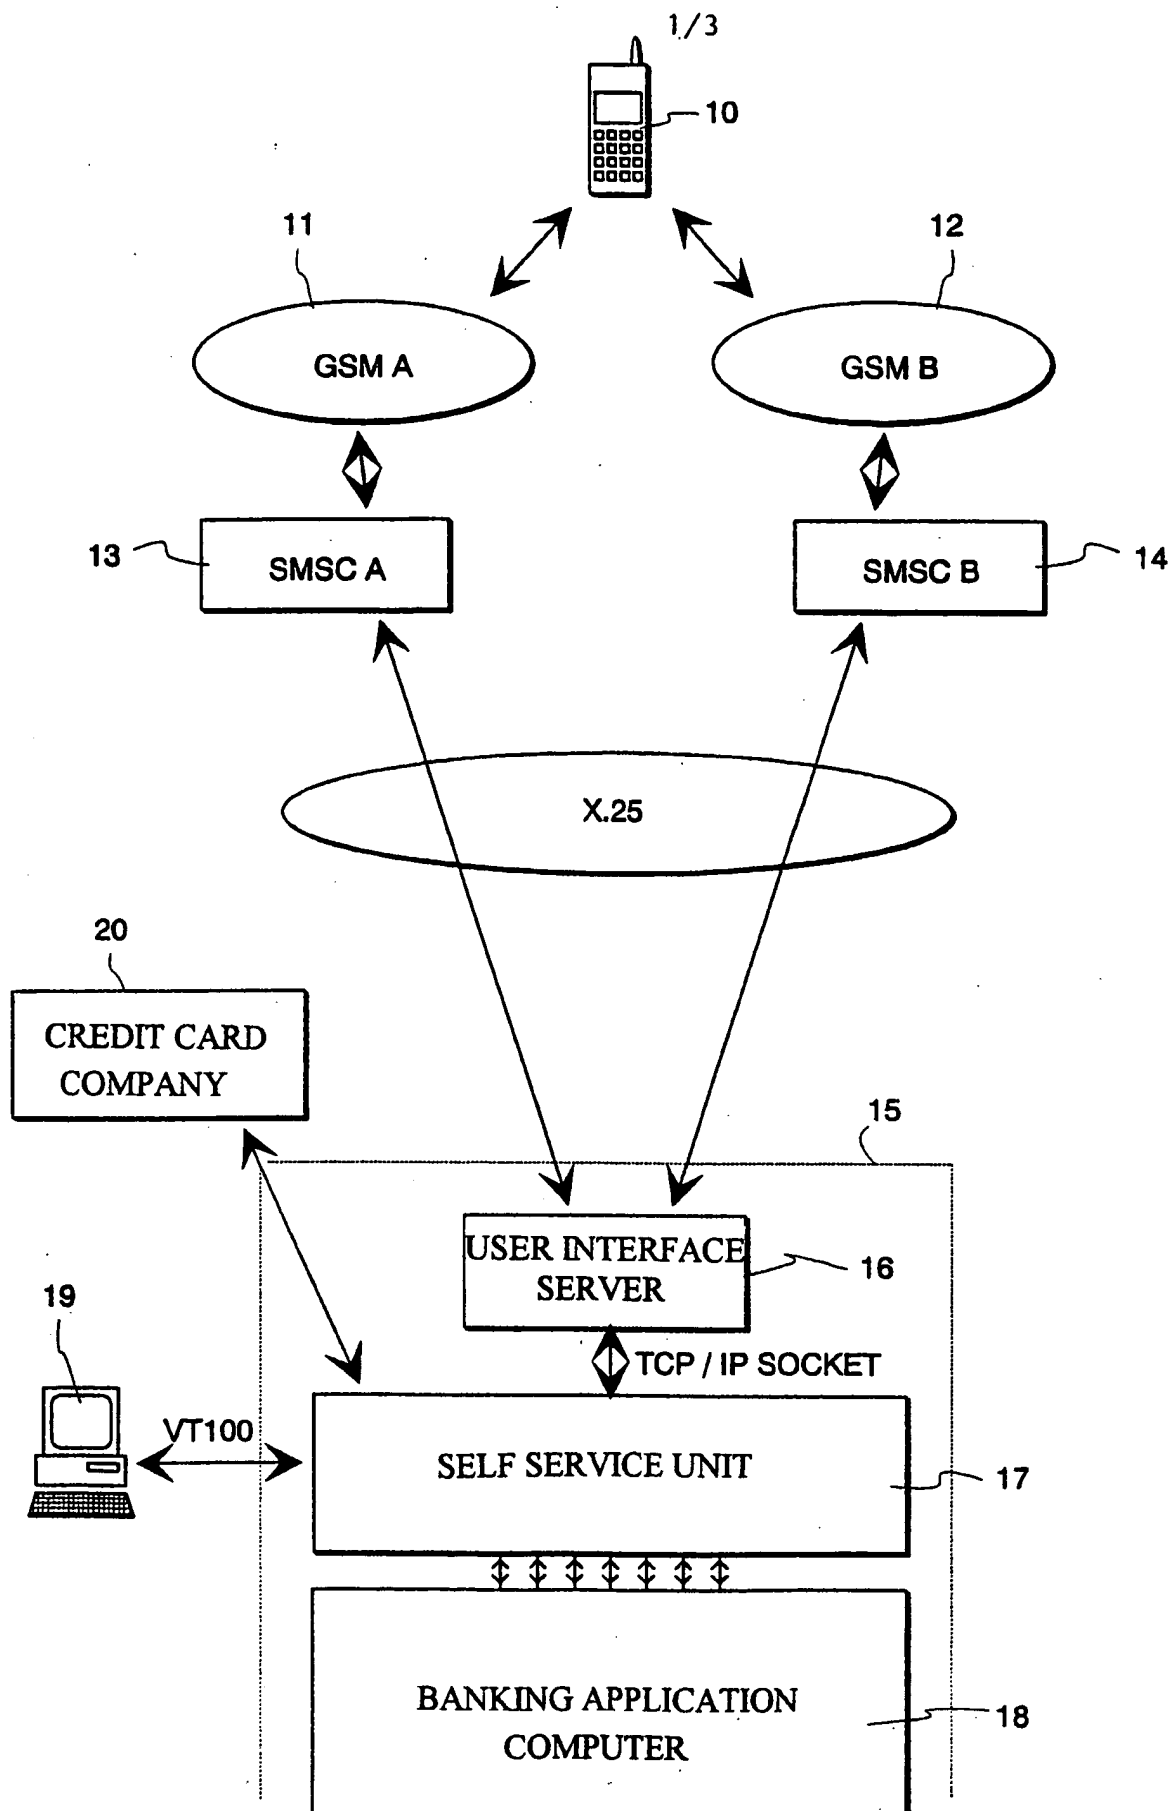 1/3
10
11
12
GSM A
GSM B
13
SMSC A
SMSC B
14
X.25
20
CREDIT CARD
COMPANY
15
USER INTERFACE
SERVER
16
19
TCP / IP SOCKET
VT100
SELF SERVICE UNIT
17
BANKING APPLICATION
COMPUTER
18